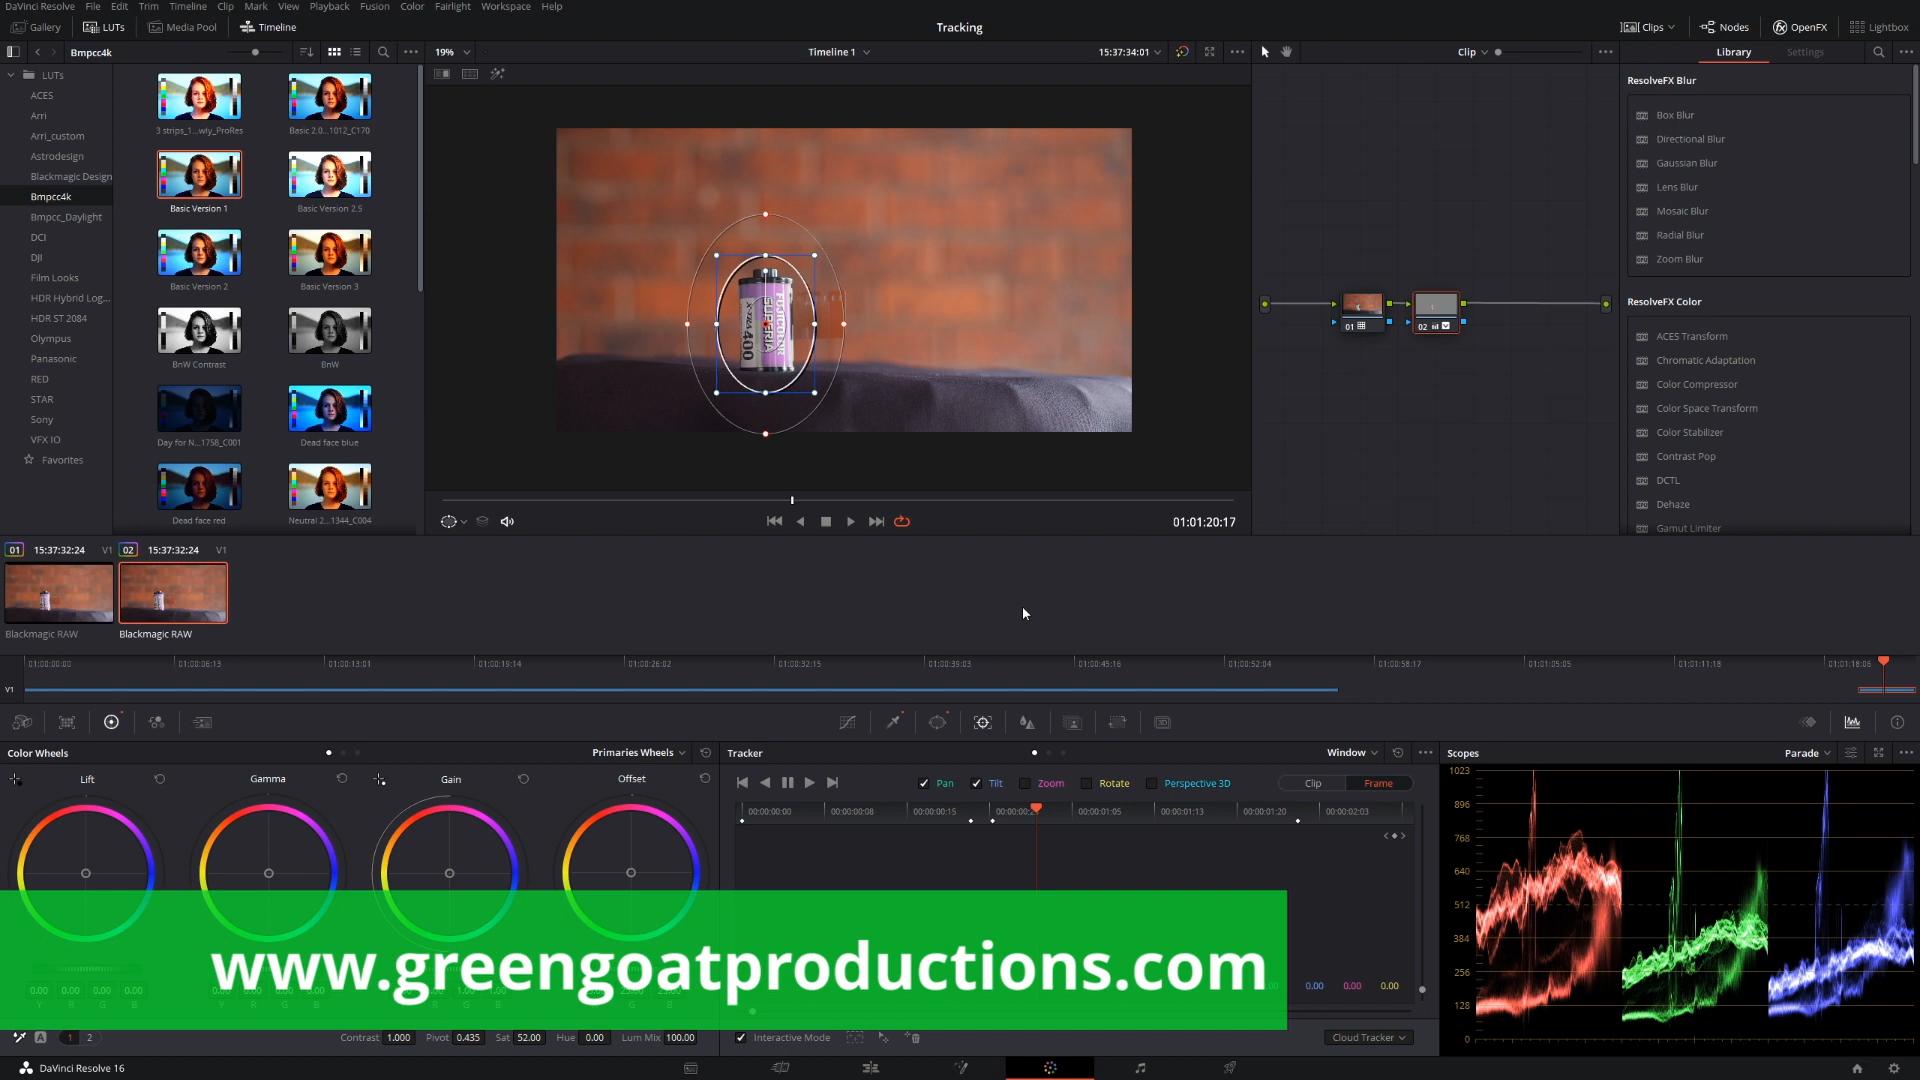 DaVinci Resolve File Edit Trim Timeline Clip Mark View Playback Fusion Color Fairlight Workspace Help
Gallery LUTs Media Pool Timeline Tracking Clips Nodes OpenFX Lightbox
Bmpcc4k 19% Timeline 1 15:37:34:01 Clip Library Settings
LUTs
ACES
Arri
Arri_custom
Astrodesign
Blackmagic Design
Bmpcc4k
Bmpcc_Daylight
DCI
DJI
Film Looks
HDR Hybrid Log...
HDR ST 2084
Olympus
Panasonic
RED
STAR
Sony
VFX IO
Favorites
3 strips_1...wly_ProRes Basic 2.0...1012_C170
Basic Version 1 Basic Version 2.5
Basic Version 2 Basic Version 3
BnW Contrast BnW
Day for N...1758_C001 Dead face blue
Dead face red Neutral 2...1344_C004
FUJICOLOR
SUPERIA
X-TRA 400
01:01:20:17
01 02
ResolveFX Blur
Box Blur
Directional Blur
Gaussian Blur
Lens Blur
Mosaic Blur
Radial Blur
Zoom Blur
ResolveFX Color
ACES Transform
Chromatic Adaptation
Color Compressor
Color Space Transform
Color Stabilizer
Contrast Pop
DCTL
Dehaze
Gamut Limiter
01 15:37:32:24 V1 02 15:37:32:24 V1
Blackmagic RAW Blackmagic RAW
01:00:00:00 01:00:06:13 01:00:13:01 01:00:19:14 01:00:26:02 01:00:32:15 01:00:39:03 01:00:45:16 01:00:52:04 01:00:58:17 01:01:05:05 01:01:11:18 01:01:18:06
V1
Color Wheels Primaries Wheels Tracker Window Scopes Parade
Lift Gamma Gain Offset
Pan Tilt Zoom Rotate Perspective 3D Clip Frame
00:00:00:00 00:00:00:08 00:00:00:15 00:00:01:05 00:00:01:13 00:00:01:20 00:00:02:03
1023
896
768
640
512
384
256
128
0
www.greengoatproductions.com
0.00 0.00 0.00 0.00
0.00 0.00 0.00
Y R G B
1 2 Contrast 1.000 Pivot 0.435 Sat 52.00 Hue 0.00 Lum Mix 100.00 Interactive Mode Cloud Tracker
DaVinci Resolve 16